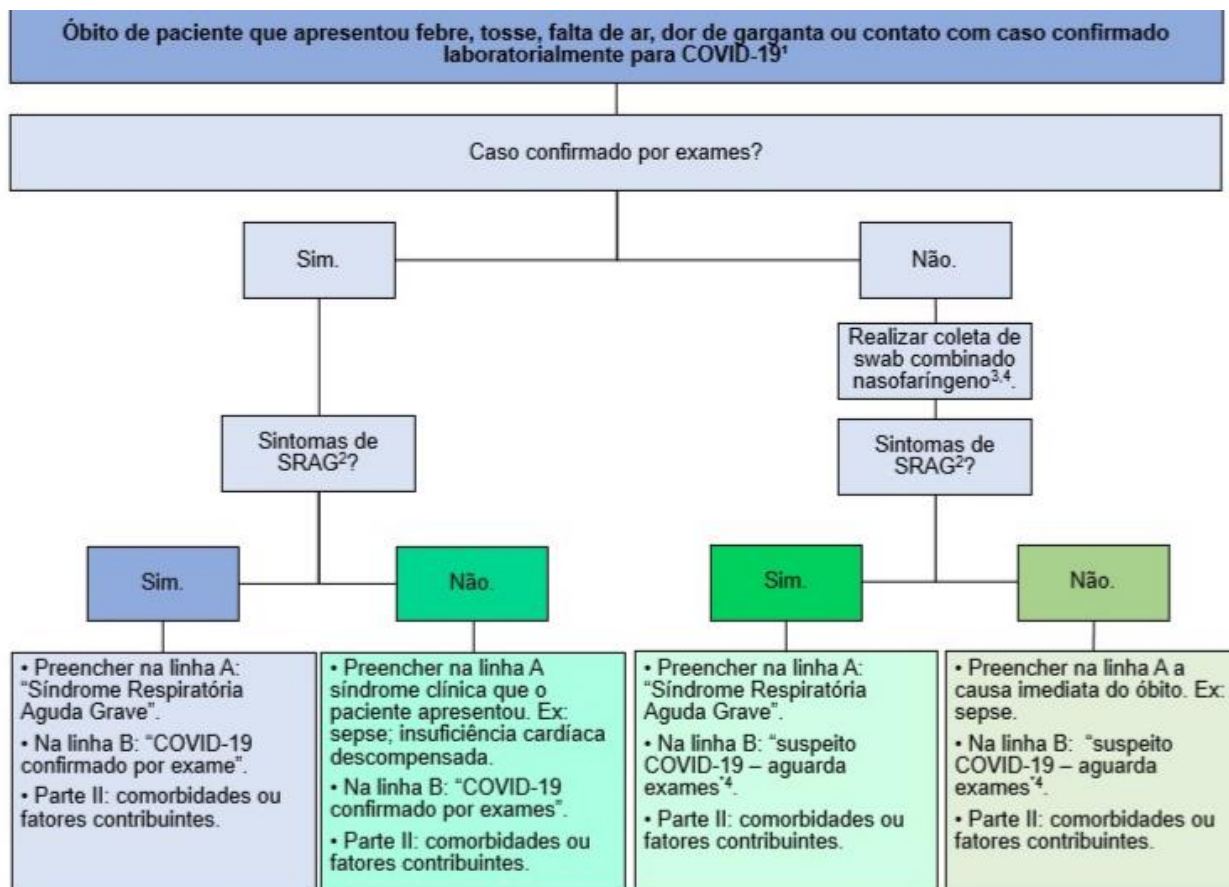 Óbito de paciente que apresentou febre, tosse, falta de ar, dor de garganta ou contato com caso confirmado
laboratorialmente para COVID-19¹
Caso confirmado por exames?
Sim.
Não.
Realizar coleta de
swab combinado
nasofaríngeno³,⁴.
Sintomas de
SRAG²?
Sintomas de
SRAG²?
Sim.
Não.
Sim.
Não.
• Preencher na linha A:
“Síndrome Respiratória
Aguda Grave”.
• Na linha B: “COVID-19
confirmado por exame”.
• Parte II: comorbidades ou
fatores contribuintes.
• Preencher na linha A
síndrome clínica que o
paciente apresentou. Ex:
sepse; insuficiência cardíaca
descompensada.
• Na linha B: “COVID-19
confirmado por exames”.
• Parte II: comorbidades ou
fatores contribuintes.
• Preencher na linha A:
“Síndrome Respiratória
Aguda Grave”.
• Na linha B: “suspeito
COVID-19 – aguarda
exames”⁴.
• Parte II: comorbidades ou
fatores contribuintes.
• Preencher na linha A a
causa imediata do óbito. Ex:
sepse.
• Na linha B: “suspeito
COVID-19 – aguarda
exames”⁴.
• Parte II: comorbidades ou
fatores contribuintes.